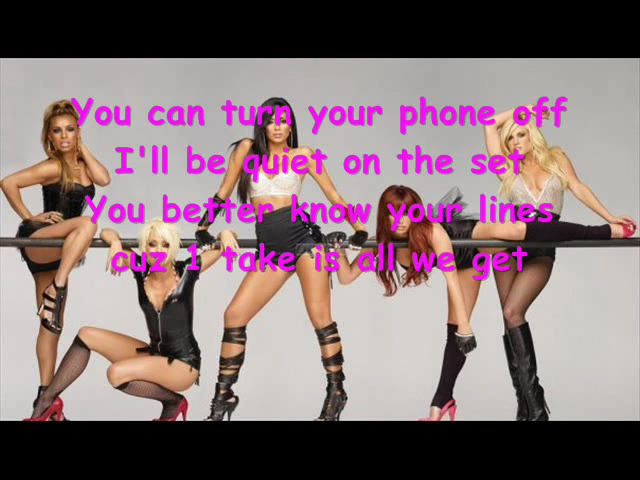 You can turn your phone off
I'll be quiet on the set
You better know your lines
cuz 1 take is all we get